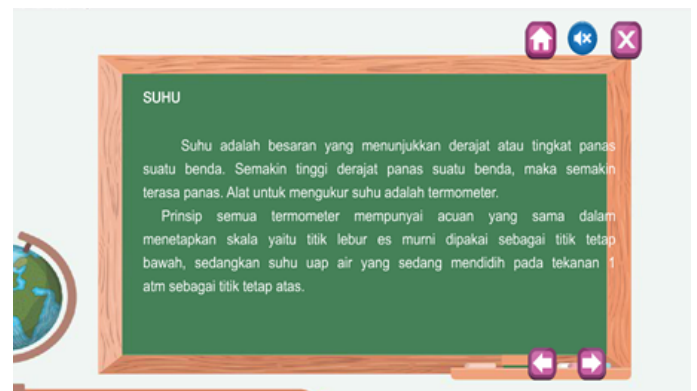 SUHU
Suhu adalah besaran yang menunjukkan derajat atau tingkat panas
suatu benda. Semakin tinggi derajat panas suatu benda, maka semakin
terasa panas. Alat untuk mengukur suhu adalah termometer.
Prinsip semua termometer mempunyai acuan yang sama dalam
menetapkan skala yaitu titik lebur es murni dipakai sebagai titik tetap
bawah, sedangkan suhu uap air yang sedang mendidih pada tekanan 1
atm sebagai titik tetap atas.